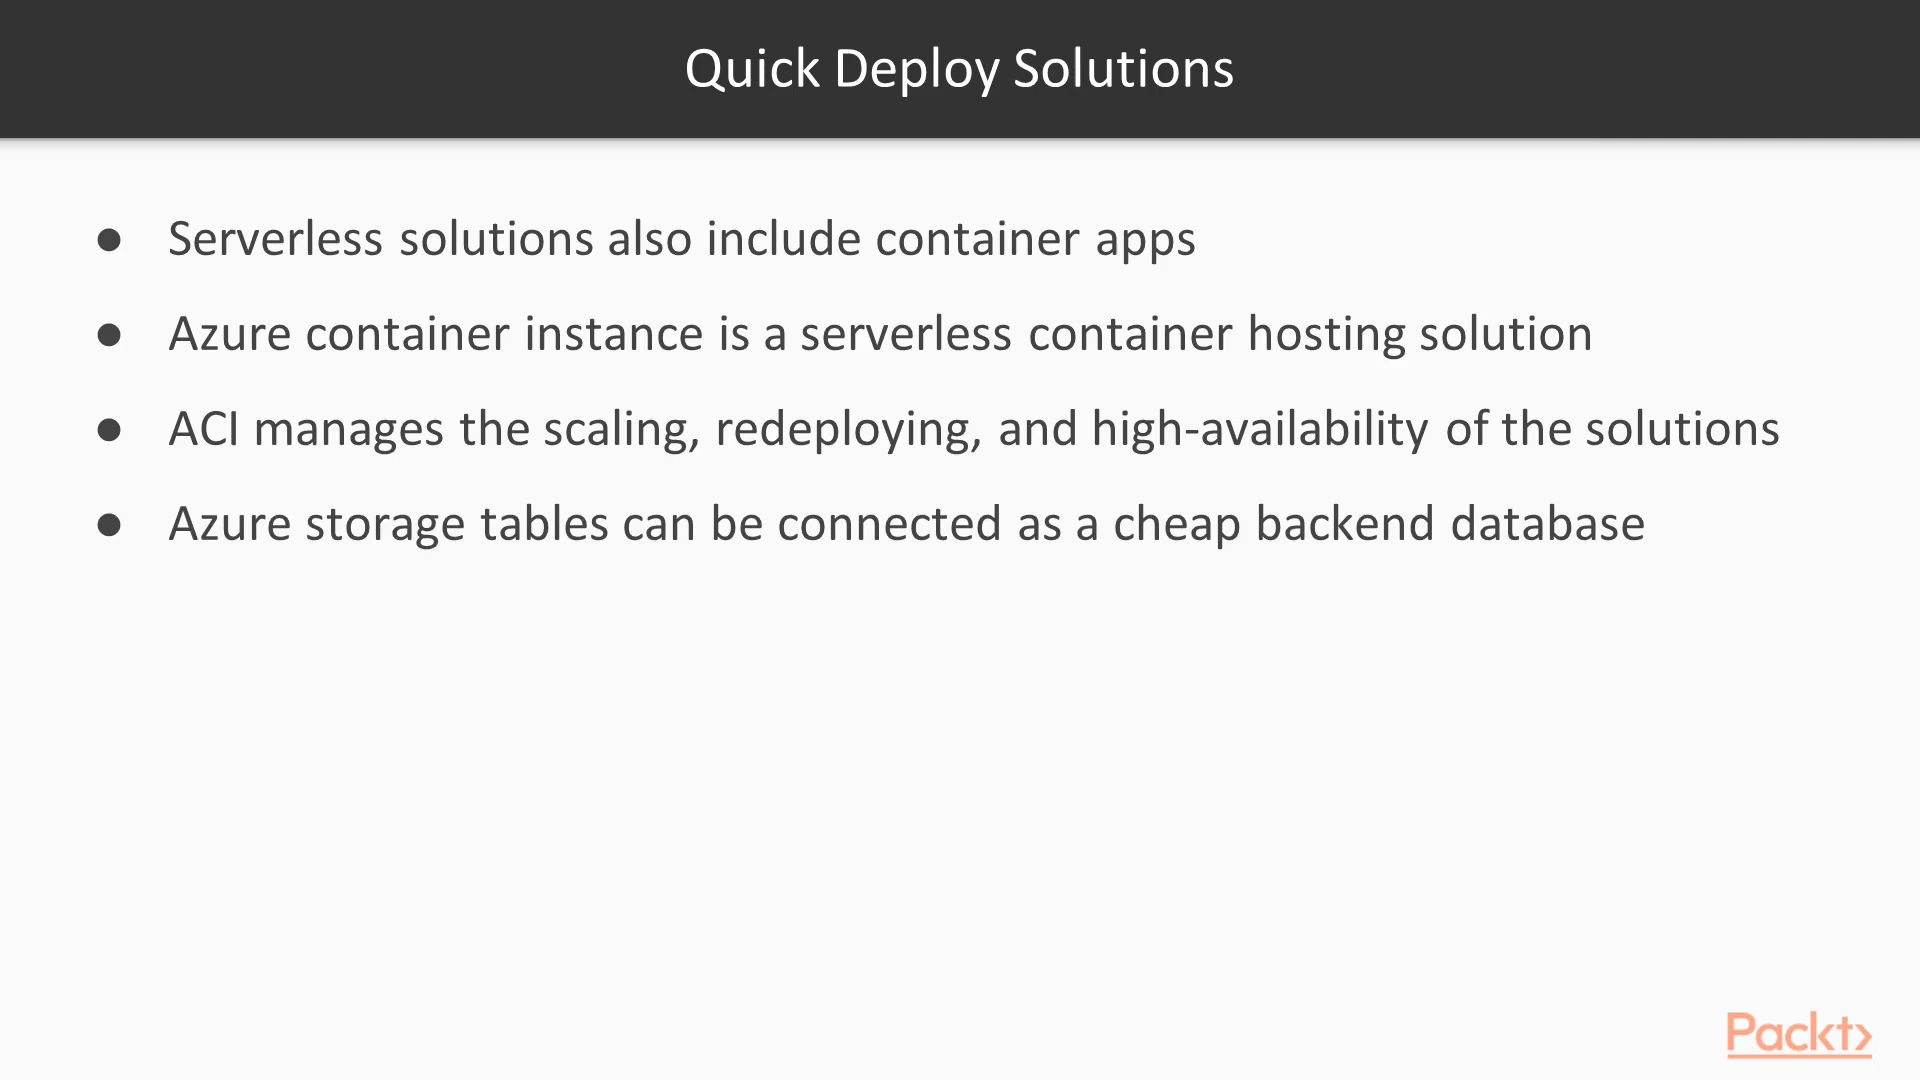 Quick Deploy Solutions
● Serverless solutions also include container apps
● Azure container instance is a serverless container hosting solution
● ACI manages the scaling, redeploying, and high-availability of the solutions
● Azure storage tables can be connected as a cheap backend database
Packt>